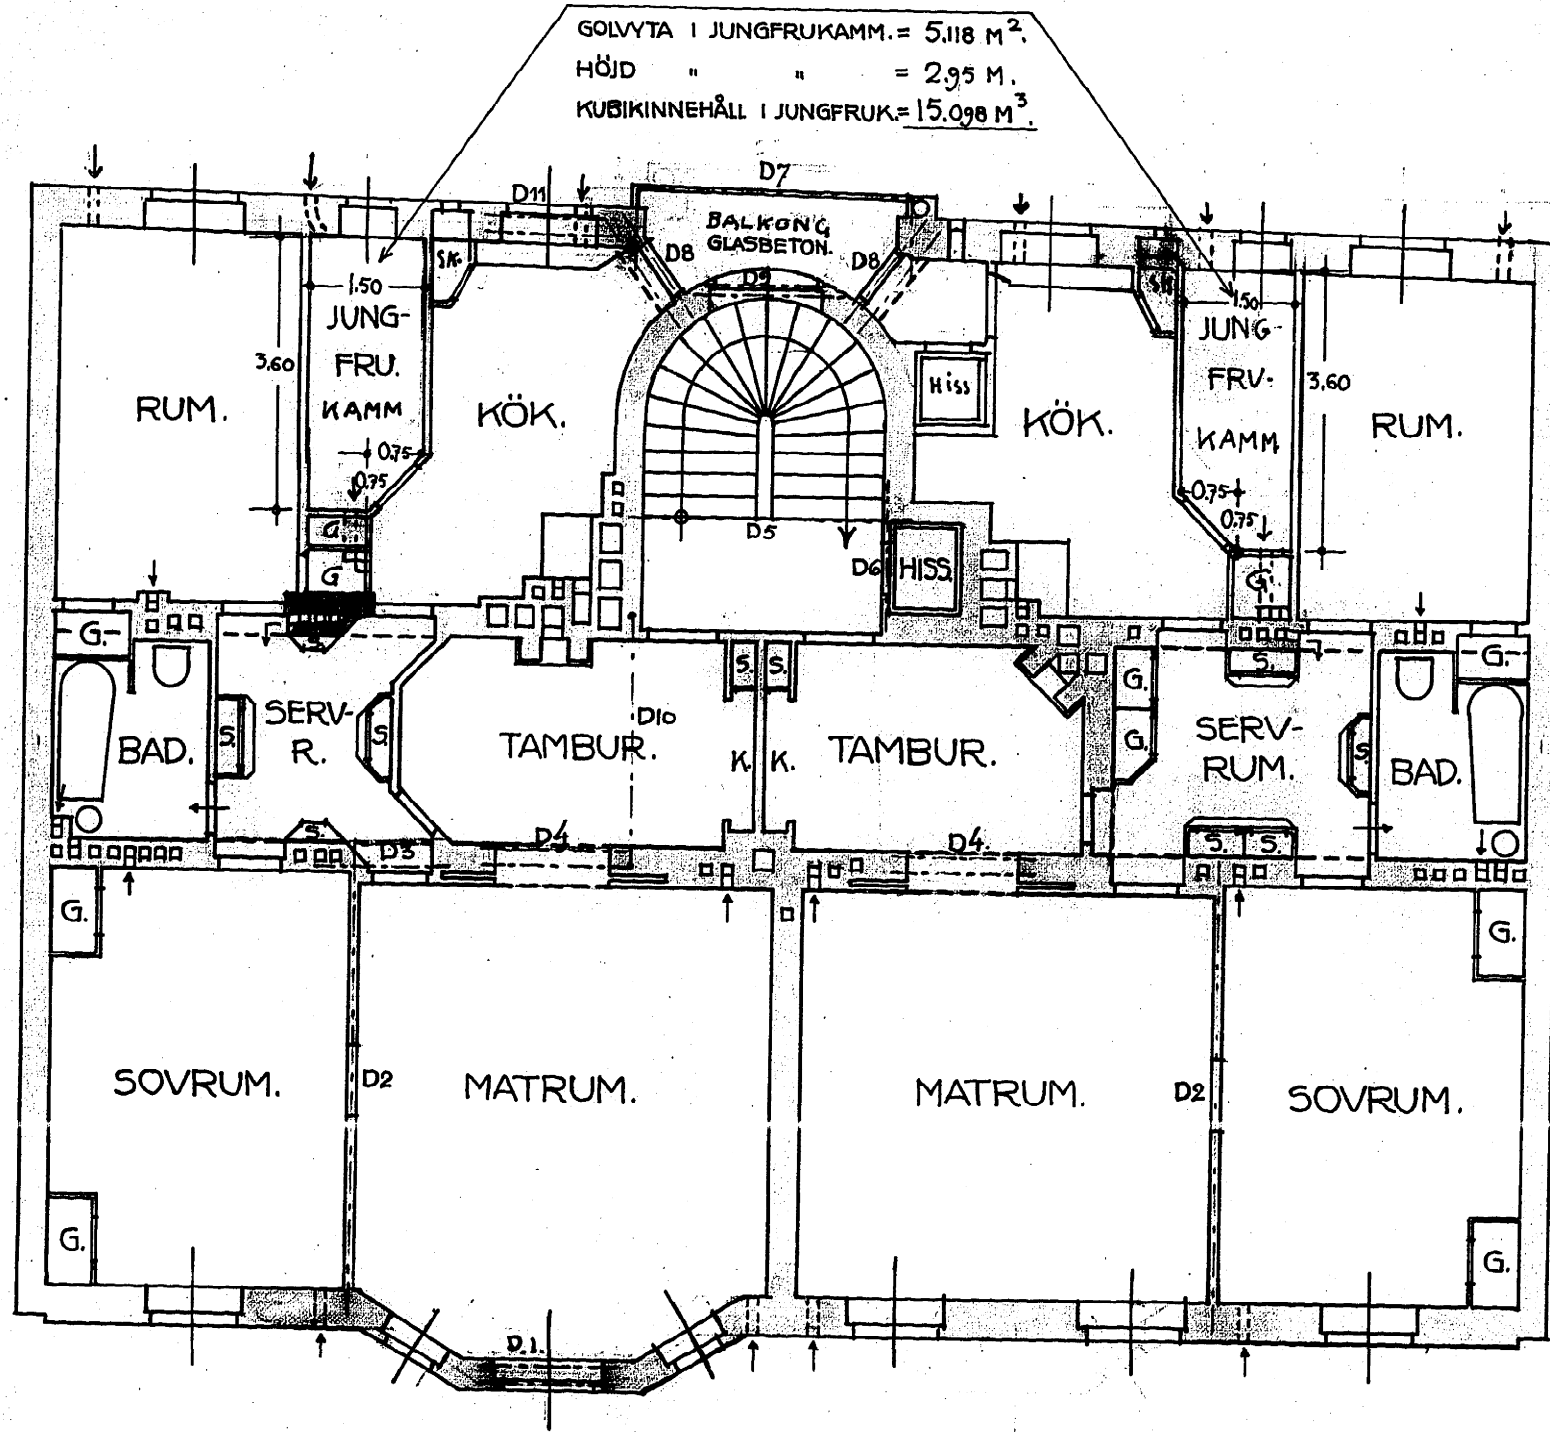 GOLVYTA I JUNGFRUKAMM. = 5.118 M².
HÖJD " " = 2.95 M.
KUBIKINNEHÅLL I JUNGFRUK. = 15.098 M³.
D7
D11
BALKONG
GLASBETON.
D8
D8
D9
SK.
SK
1.50
1.50
JUNG-
FRU.
KAMM
JUNG-
FRU-
KAMM
3.60
3.60
RUM.
KÖK.
Hiss
KÖK.
RUM.
0.75
0.75
0.75
0.75
G
G
G
D5
D6
HISS.
G.
S.
S.
S.
G.
S.
G.
BAD.
S.
SERV-
R.
S.
TAMBUR.
D10
K.
K.
TAMBUR.
G.
SERV-
RUM.
S.
BAD.
S.
D3
D4
D4.
S.
S.
G.
G.
SOVRUM.
D2
MATRUM.
MATRUM.
D2
SOVRUM.
G.
G.
D.1.